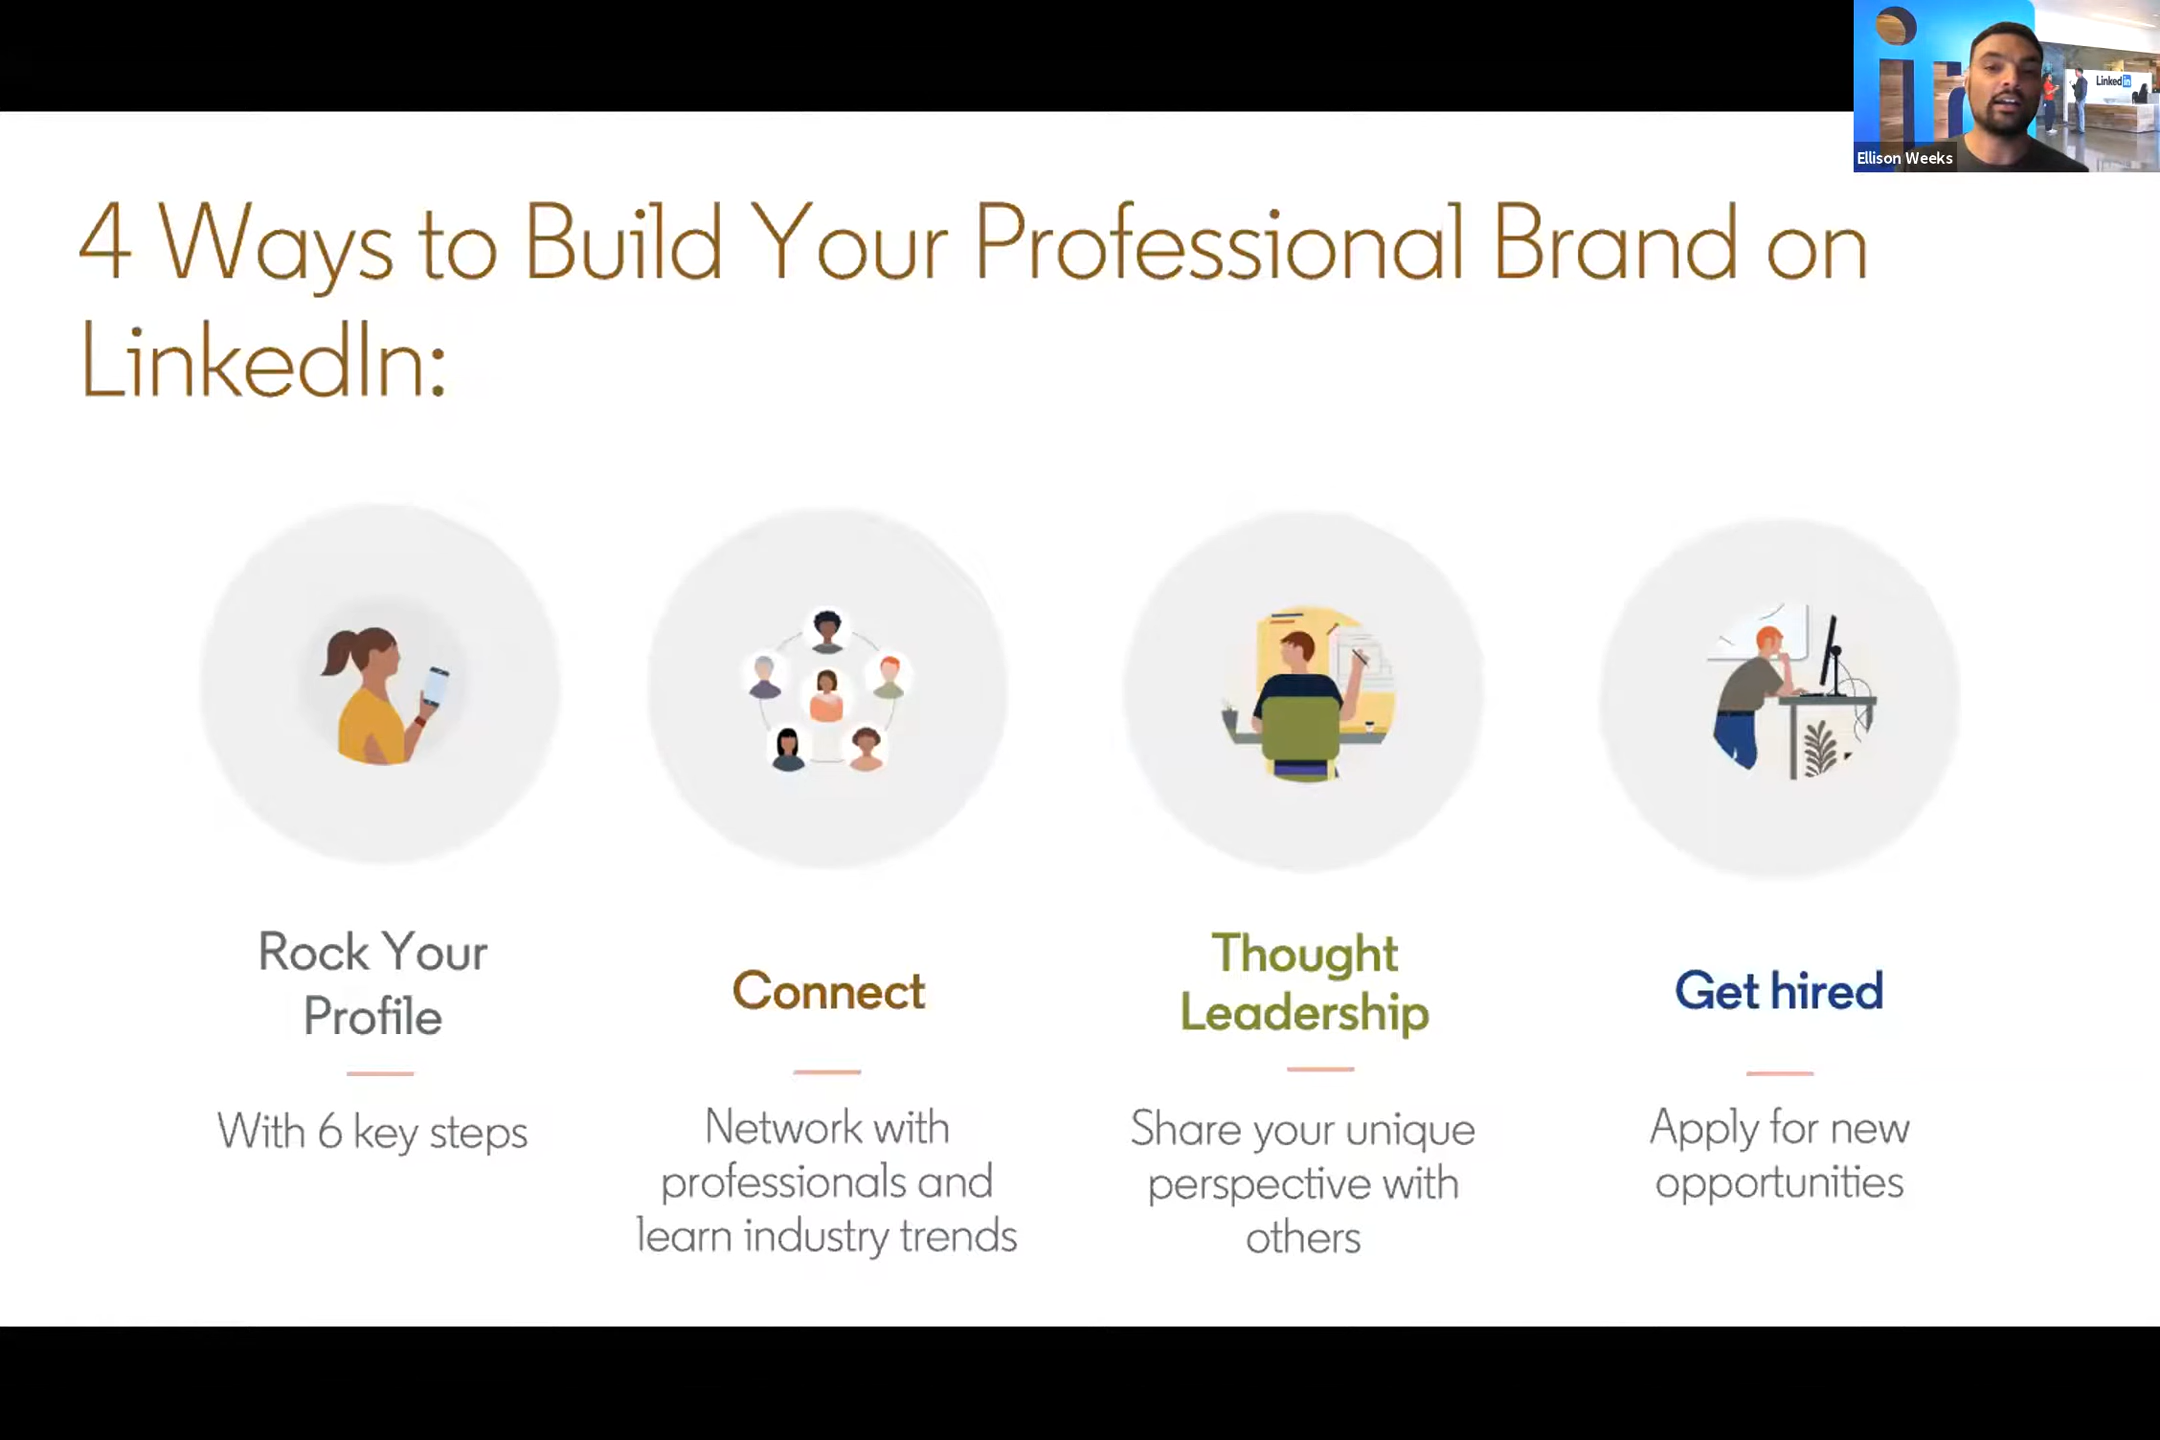 Linked in
Ellison Weeks
4 Ways to Build Your Professional Brand on
LinkedIn:
Rock Your
Profile
With 6 key steps
Connect
Network with
professionals and
learn industry trends
Thought
Leadership
Share your unique
perspective with
others
Get hired
Apply for new
opportunities